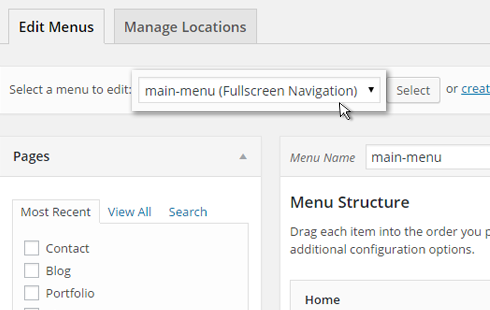 Edit Menus
Manage Locations
Select a menu to edit: main-menu (Fullscreen Navigation) Select or
Pages
Menu Name main-menu
Most Recent View All Search
Menu Structure
Contact
Blog
Portfolio
Drag each item into the order you
additional configuration options.
Home